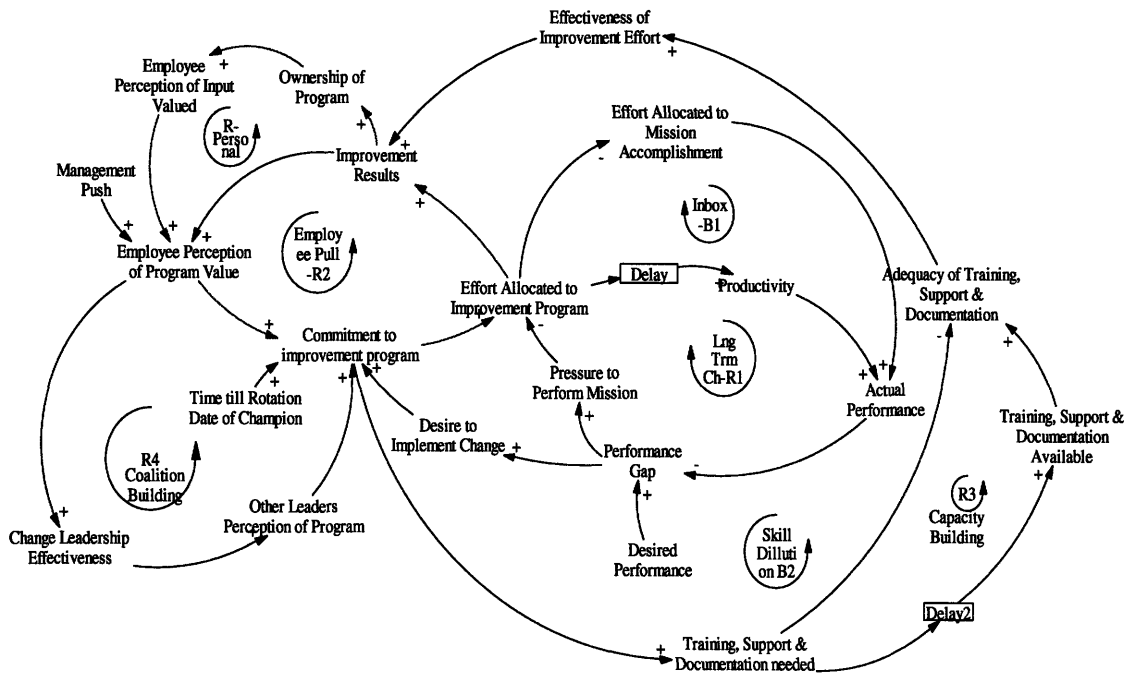 Effectiveness of
Improvement Effort
+
Employee
Perception of Input
Valued
+
Ownership of
Program
+
R-
Perso
nal
Effort Allocated to
Mission
Accomplishment
-
Improvement
Results
+
+
Management
Push
+
+
+
Inbox
-B1
Employ
ee Pull
-R2
Employee Perception
of Program Value
Effort Allocated to
Improvement Program
+
-
Delay
Productivity
+
Adequacy of Training,
Support &
Documentation
-
+
Commitment to
improvement program
+
+
+
+
Lng
Trm
Ch-R1
Time till Rotation
Date of Champion
Pressure to
Perform Mission
+
+
+
Actual
Performance
Desire to
Implement Change
+
Performance
Gap
-
+
Training, Support &
Documentation
Available
+
R4
Coalition
Building
Other Leaders
Perception of Program
+
R3
Capacity
Building
Change Leadership
Effectiveness
+
Desired
Performance
Skill
Dilluti
on B2
Delay2
Training, Support &
Documentation needed
+